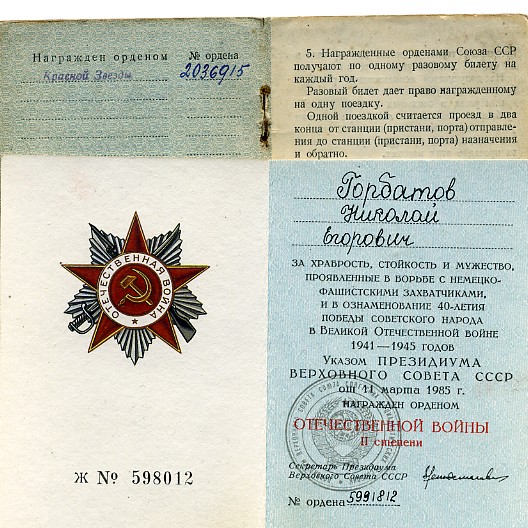 Награжден орденом № ордена
Красной Звезды 2036915
5. Награжденные орденами Союза ССР
получают по одному разовому билету на
каждый год.
Разовый билет дает право награжденному
на одну поездку.
Одной поездкой считается проезд в два
конца от станции (пристани, порта) отправле-
ния до станции (пристани, порта) назначения
и обратно.
ОТЕЧЕСТВЕННАЯ ВОЙНА
Ж № 598012
Горбатов
Николай
Егорович
ЗА ХРАБРОСТЬ, СТОЙКОСТЬ И МУЖЕСТВО,
ПРОЯВЛЕННЫЕ В БОРЬБЕ С НЕМЕЦКО-
ФАШИСТСКИМИ ЗАХВАТЧИКАМИ,
И В ОЗНАМЕНОВАНИЕ 40-ЛЕТИЯ
ПОБЕДЫ СОВЕТСКОГО НАРОДА
В ВЕЛИКОЙ ОТЕЧЕСТВЕННОЙ ВОЙНЕ
1941—1945 ГОДОВ
УКАЗОМ ПРЕЗИДИУМА
ВЕРХОВНОГО СОВЕТА СССР
от 11 марта 1985 г.
НАГРАЖДЕН ОРДЕНОМ
ОТЕЧЕСТВЕННОЙ ВОЙНЫ
II степени
Секретарь Президиума
Верховного Совета СССР
№ ордена 5991812